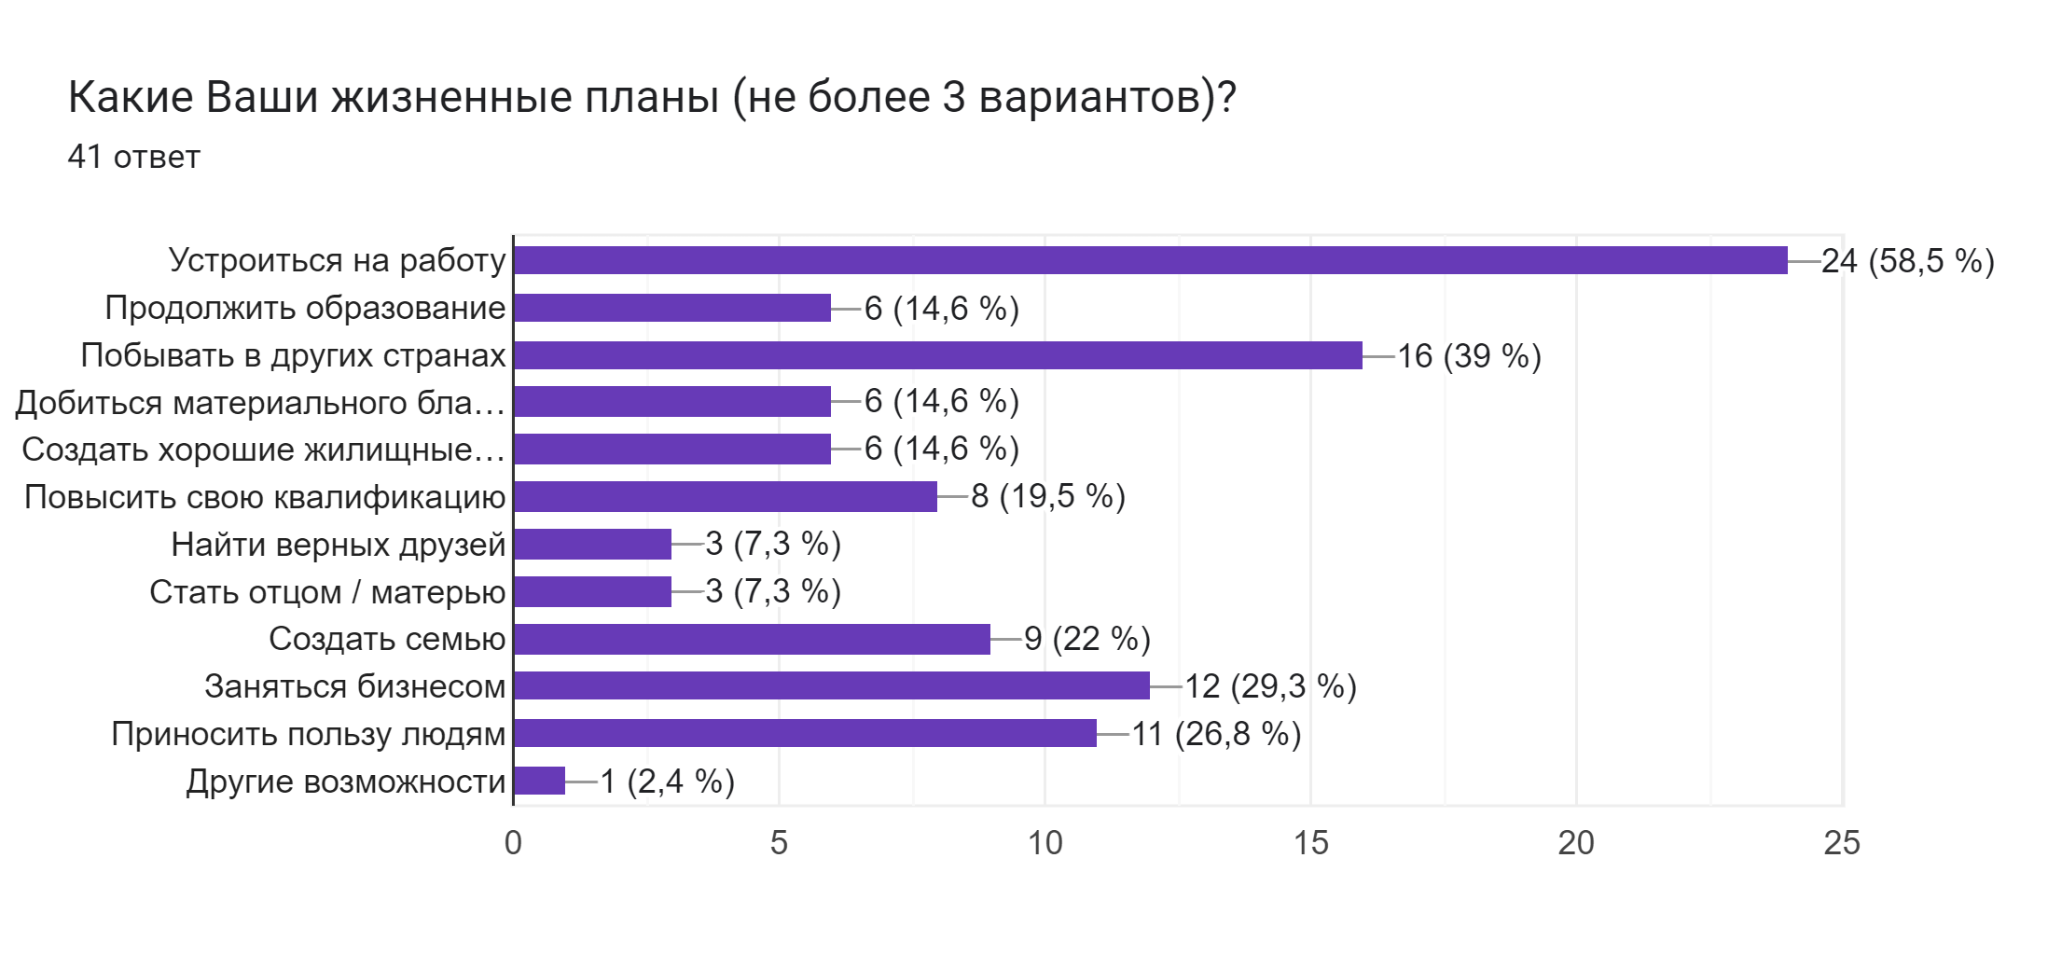 Какие Ваши жизненные планы (не более 3 вариантов)?
41 ответ
Устроиться на работу 24 (58,5 %)
Продолжить образование 6 (14,6 %)
Побывать в других странах 16 (39 %)
Добиться материального бла… 6 (14,6 %)
Создать хорошие жилищные… 6 (14,6 %)
Повысить свою квалификацию 8 (19,5 %)
Найти верных друзей 3 (7,3 %)
Стать отцом / матерью 3 (7,3 %)
Создать семью 9 (22 %)
Заняться бизнесом 12 (29,3 %)
Приносить пользу людям 11 (26,8 %)
Другие возможности 1 (2,4 %)
0 5 10 15 20 25